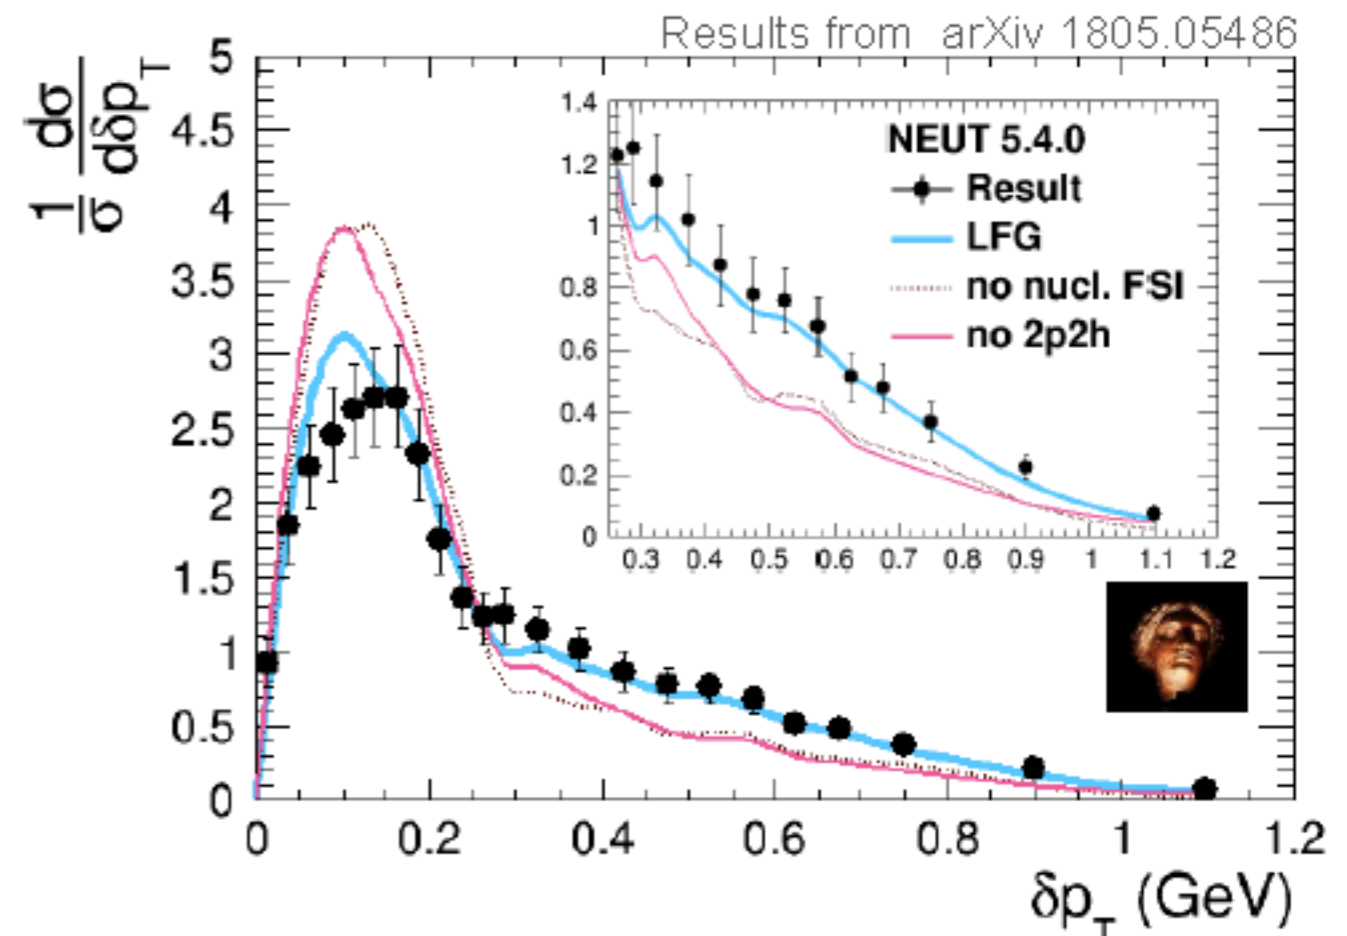 Results from arXiv 1805.05486
1/σ dσ/dδp_T
5
4.5
4
3.5
3
2.5
2
1.5
1
0.5
0
0 0.2 0.4 0.6 0.8 1 1.2
δp_T (GeV)
1.4
1.2
1
0.8
0.6
0.4
0.2
0
0.3 0.4 0.5 0.6 0.7 0.8 0.9 1 1.1 1.2
NEUT 5.4.0
Result
LFG
no nucl. FSI
no 2p2h